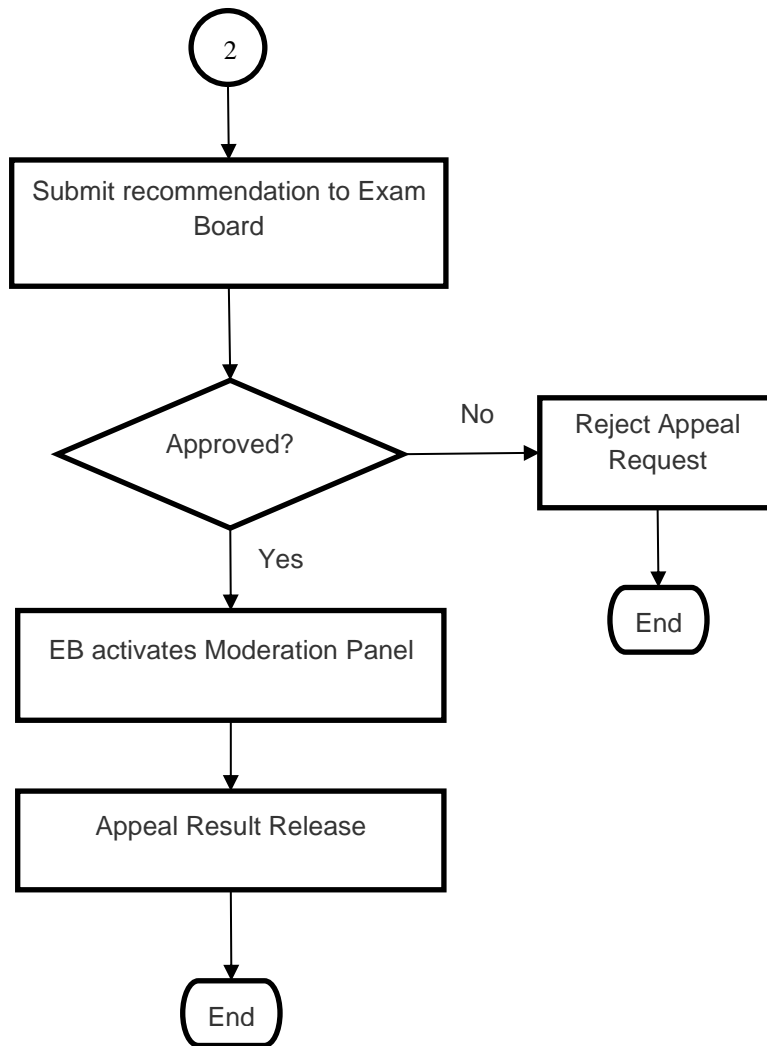 2
Submit recommendation to Exam
Board
Approved?
No
Reject Appeal
Request
Yes
End
EB activates Moderation Panel
Appeal Result Release
End